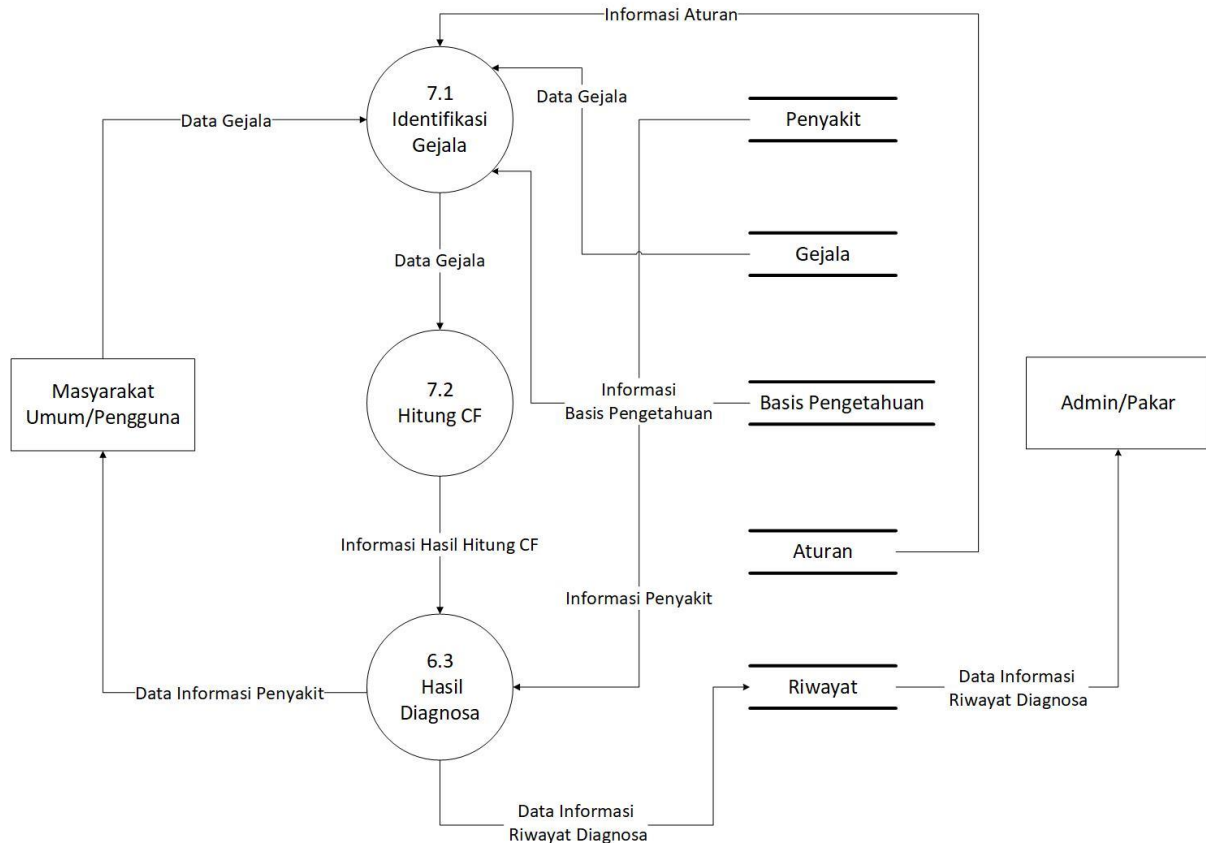 Informasi Aturan
7.1
Identifikasi
Gejala
Data Gejala
Penyakit
Data Gejala
Data Gejala
Gejala
Masyarakat
Umum/Pengguna
7.2
Hitung CF
Informasi
Basis Pengetahuan
Basis Pengetahuan
Admin/Pakar
Informasi Hasil Hitung CF
Aturan
Informasi Penyakit
6.3
Hasil
Diagnosa
Data Informasi Penyakit
Riwayat
Data Informasi
Riwayat Diagnosa
Data Informasi
Riwayat Diagnosa